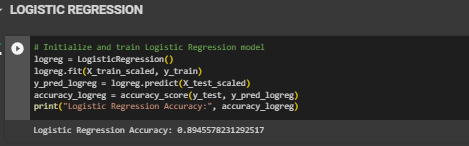 LOGISTIC REGRESSION
# Initialize and train Logistic Regression model
logreg = LogisticRegression()
logreg.fit(X_train_scaled, y_train)
y_pred_logreg = logreg.predict(X_test_scaled)
accuracy_logreg = accuracy_score(y_test, y_pred_logreg)
print("Logistic Regression Accuracy:", accuracy_logreg)
Logistic Regression Accuracy: 0.8945578231292517